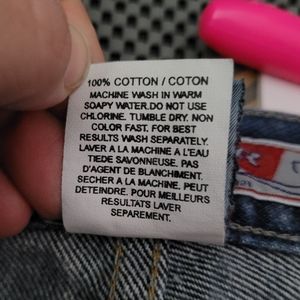 100% COTTON / COTON
MACHINE WASH IN WARM
SOAPY WATER.DO NOT USE
CHLORINE. TUMBLE DRY. NON
COLOR FAST. FOR BEST
RESULTS WASH SEPARATELY.
LAVER A LA MACHINE A L'EAU
TIEDE SAVONNEUSE. PAS
D'AGENT DE BLANCHIMENT.
SECHER A LA MACHINE. PEUT
DETEINDRE. POUR MEILLEURS
RESULTATS LAVER
SEPAREMENT.